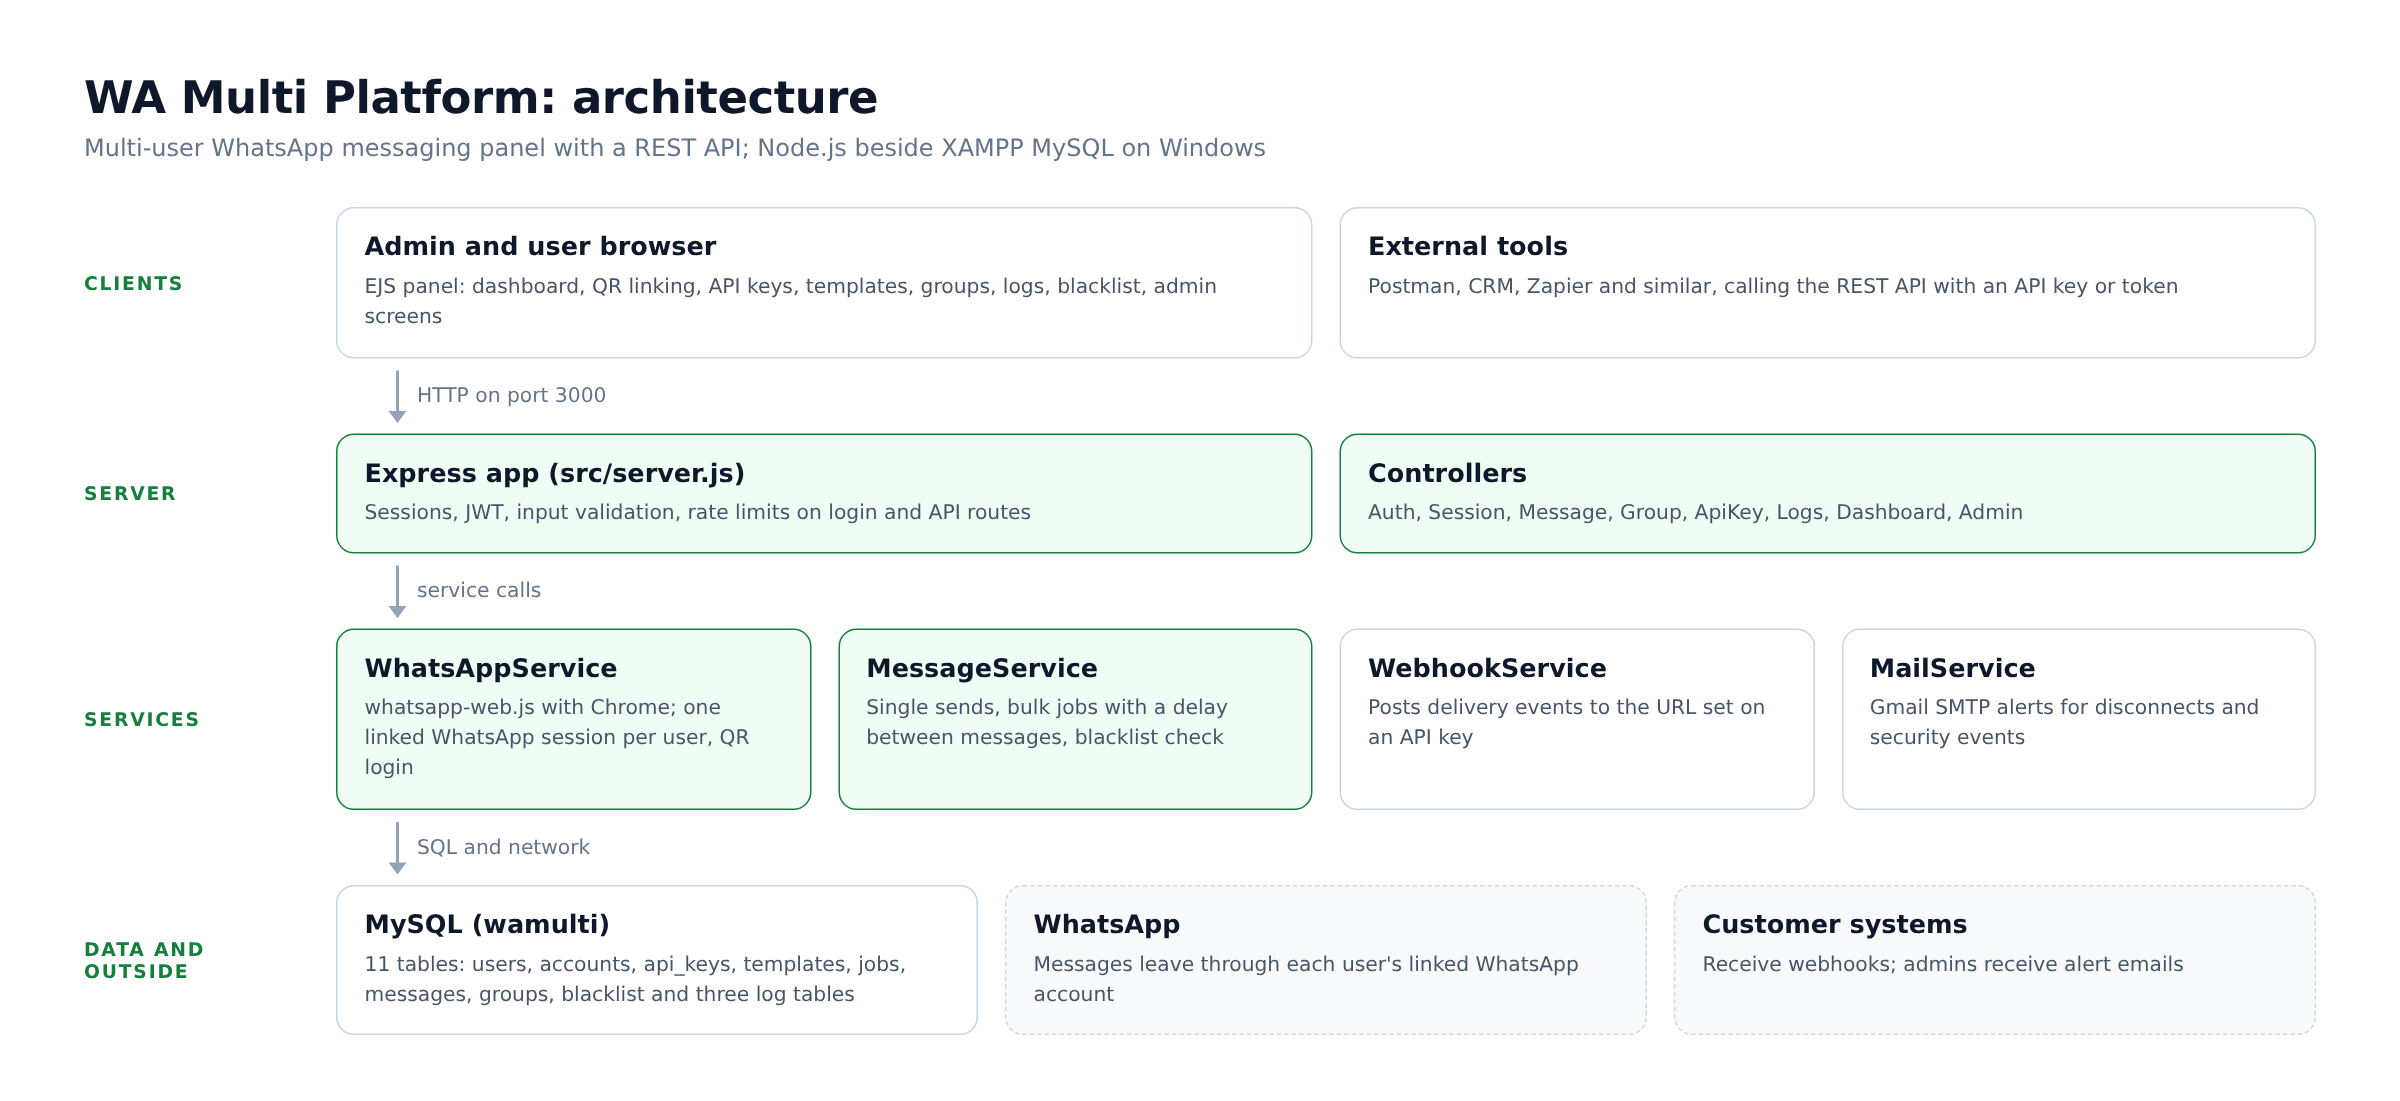 WA Multi Platform: architecture
Multi-user WhatsApp messaging panel with a REST API; Node.js beside XAMPP MySQL on Windows
CLIENTS
Admin and user browser
EJS panel: dashboard, QR linking, API keys, templates, groups, logs, blacklist, admin
screens
External tools
Postman, CRM, Zapier and similar, calling the REST API with an API key or token
HTTP on port 3000
SERVER
Express app (src/server.js)
Sessions, JWT, input validation, rate limits on login and API routes
Controllers
Auth, Session, Message, Group, ApiKey, Logs, Dashboard, Admin
service calls
SERVICES
WhatsAppService
whatsapp-web.js with Chrome; one
linked WhatsApp session per user, QR
login
MessageService
Single sends, bulk jobs with a delay
between messages, blacklist check
WebhookService
Posts delivery events to the URL set on
an API key
MailService
Gmail SMTP alerts for disconnects and
security events
SQL and network
DATA AND
OUTSIDE
MySQL (wamulti)
11 tables: users, accounts, api_keys, templates, jobs,
messages, groups, blacklist and three log tables
WhatsApp
Messages leave through each user's linked WhatsApp
account
Customer systems
Receive webhooks; admins receive alert emails